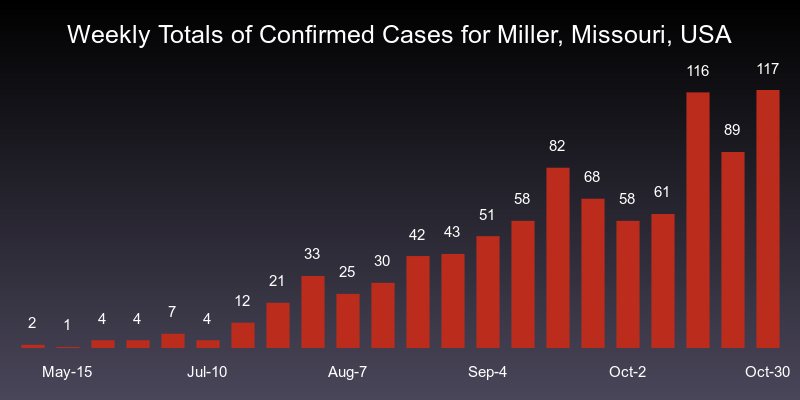 Weekly Totals of Confirmed Cases for Miller, Missouri, USA
2 1 4 4 7 4 12 21 33 25 30 42 43 51 58 82 68 58 61 116 89 117
May-15 Jul-10 Aug-7 Sep-4 Oct-2 Oct-30